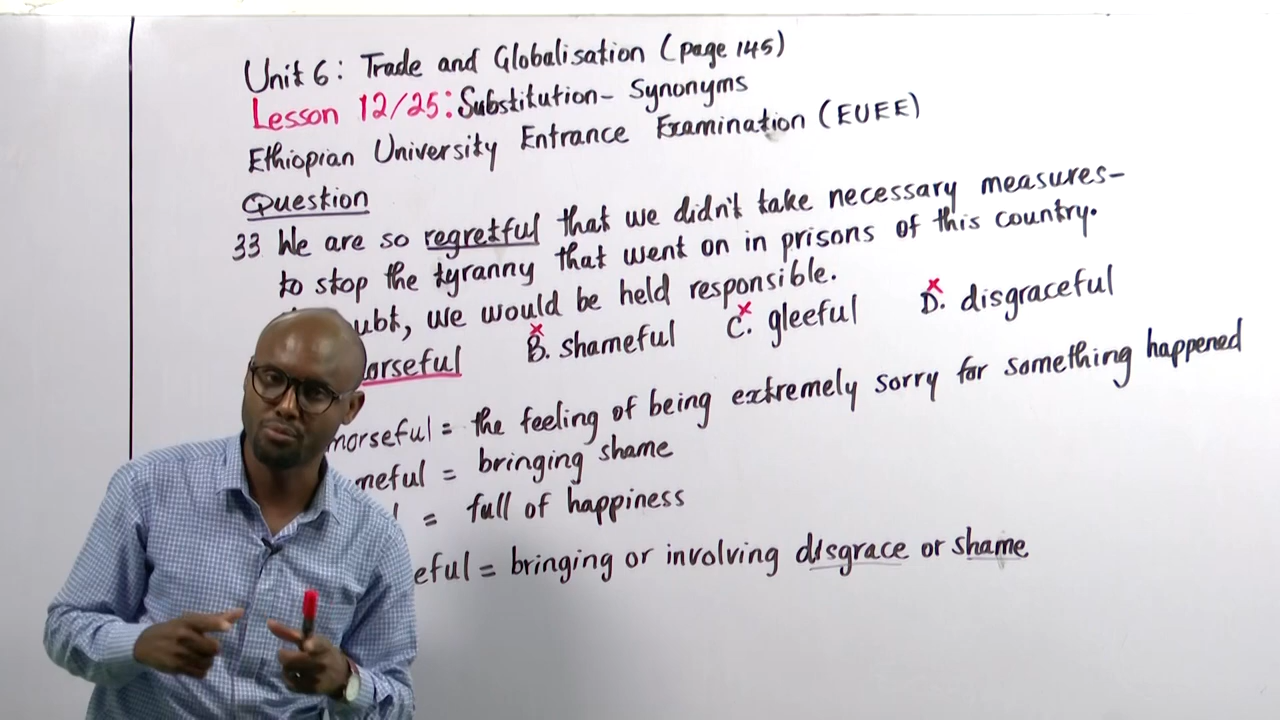 Unit 6: Trade and Globalisation (page 145)
Lesson 12/25: Substitution- Synonyms
Ethiopian University Entrance Examination (EUEE)
Question
33 We are so regretful that we didn't take necessary measures-
to stop the tyranny that went on in prisons of this country.
ubt, we would be held responsible.
orseful B. shameful C. gleeful D. disgraceful
morseful = the feeling of being extremely sorry for something happened
meful = bringing shame
l = full of happiness
eful = bringing or involving disgrace or shame